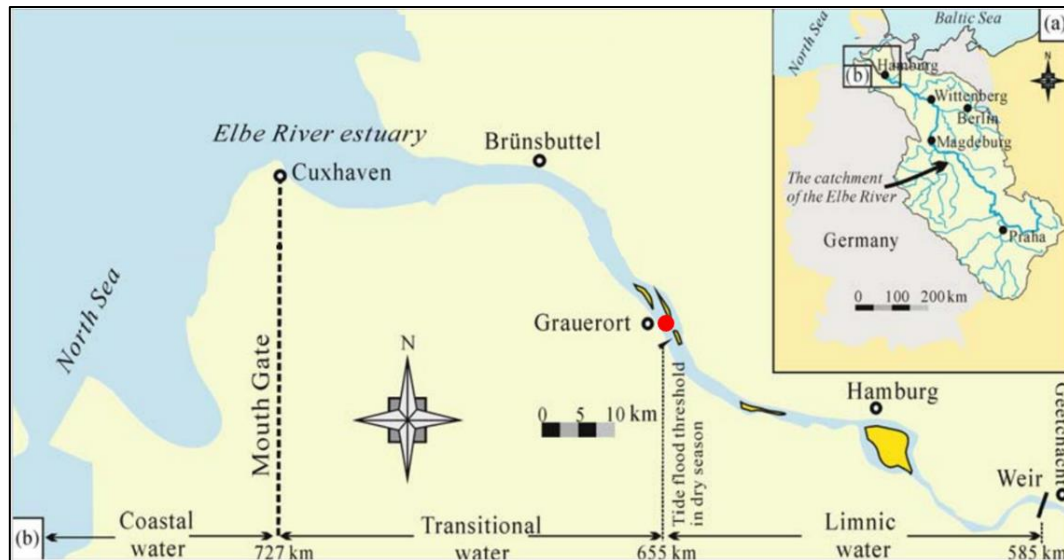 Baltic Sea
(a)
North Sea
N
Hamburg
(b)
Wittenberg
Berlin
Magdeburg
The catchment
of the Elbe River
Praha
Germany
0 100 200 km
Elbe River estuary
Brünsbuttel
Cuxhaven
North Sea
Mouth Gate
Grauerort
N
0 5 10 km
Tide flood threshold
in dry season
Hamburg
Weir
(b)
Coastal
water
727 km
Transitional
water
655 km
Limnic
water
585 km